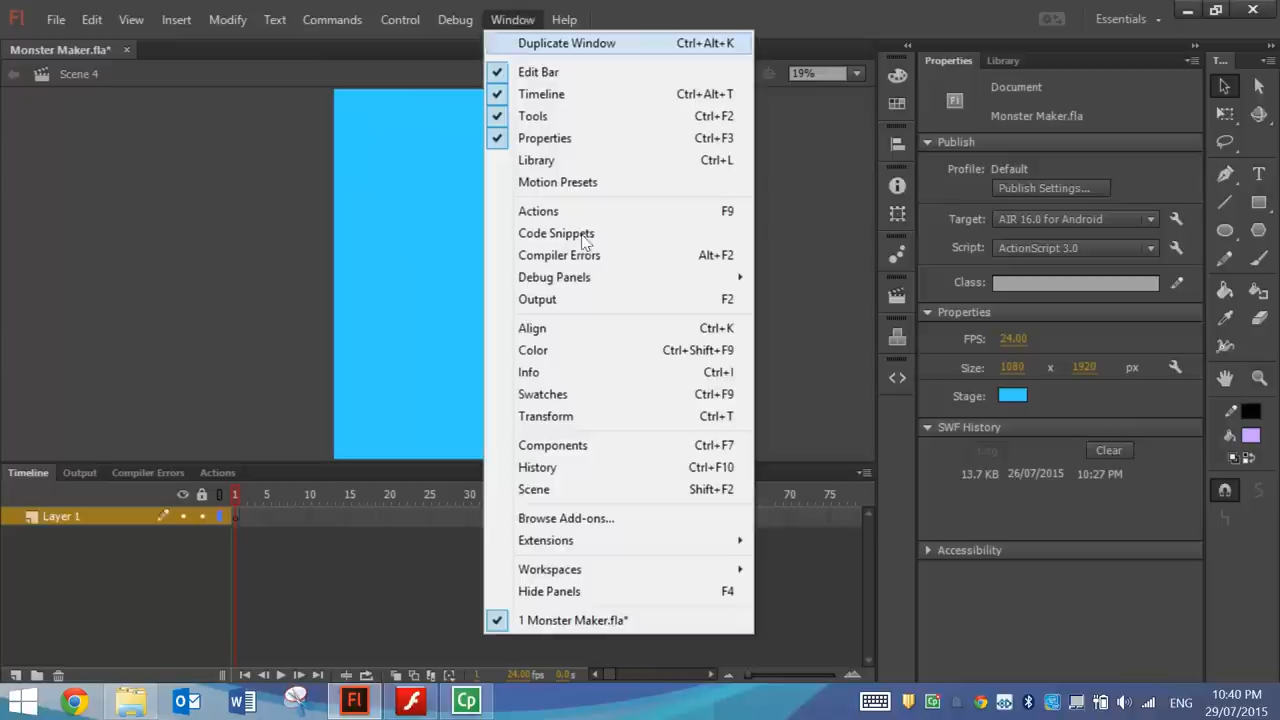 Fl File Edit View Insert Modify Text Commands Control Debug Window Help Essentials
Monster Maker.fla* ×
Scene 4
19%
Duplicate Window Ctrl+Alt+K
Edit Bar
Timeline Ctrl+Alt+T
Tools Ctrl+F2
Properties Ctrl+F3
Library Ctrl+L
Motion Presets
Actions F9
Code Snippets
Compiler Errors Alt+F2
Debug Panels
Output F2
Align Ctrl+K
Color Ctrl+Shift+F9
Info Ctrl+I
Swatches Ctrl+F9
Transform Ctrl+T
Components Ctrl+F7
History Ctrl+F10
Scene Shift+F2
Browse Add-ons...
Extensions
Workspaces
Hide Panels F4
1 Monster Maker.fla*
Properties Library T...
Fl Document
Monster Maker.fla
Publish
Profile: Default
Publish Settings...
Target: AIR 16.0 for Android
Script: ActionScript 3.0
Class:
Properties
FPS: 24.00
Size: 1080 x 1920 px
Stage:
SWF History
Log Clear
13.7 KB 26/07/2015 10:27 PM
Accessibility
Timeline Output Compiler Errors Actions
1 5 10 15 20 25 30 70 75
Layer 1
1 24.00 fps 0.0 s
Fl Cp ENG
10:40 PM
29/07/2015